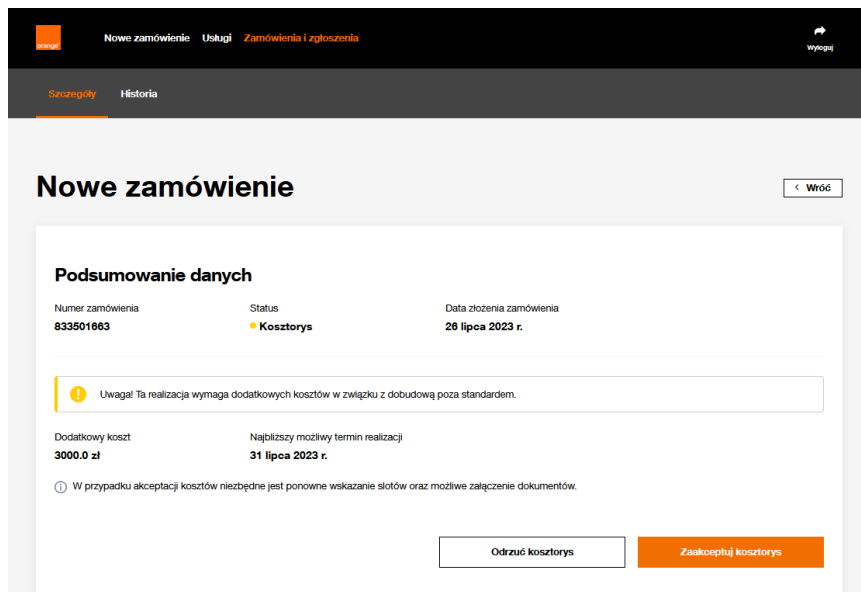 orange
Nowe zamówienie Usługi Zamówienia i zgłoszenia
Wyloguj
Szczegóły Historia
Nowe zamówienie
Wróć
Podsumowanie danych
Numer zamówienia Status Data złożenia zamówienia
833501663 Kosztorys 26 lipca 2023 r.
Uwaga! Ta realizacja wymaga dodatkowych kosztów w związku z dobudową poza standardem.
Dodatkowy koszt Najbliższy możliwy termin realizacji
3000.0 zł 31 lipca 2023 r.
W przypadku akceptacji kosztów niezbędne jest ponowne wskazanie slotów oraz możliwe załączenie dokumentów.
Odrzuć kosztorys Zaakceptuj kosztorys